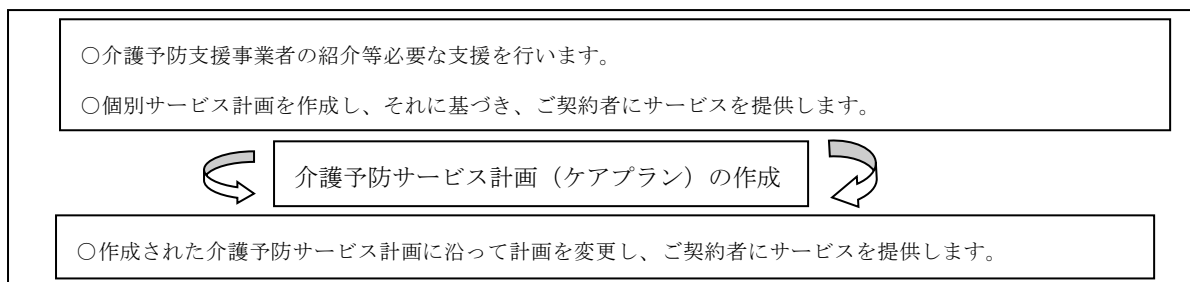 ○介護予防支援事業者の紹介等必要な支援を行います。
○個別サービス計画を作成し、それに基づき、ご契約者にサービスを提供します。
介護予防サービス計画（ケアプラン）の作成
○作成された介護予防サービス計画に沿って計画を変更し、ご契約者にサービスを提供します。